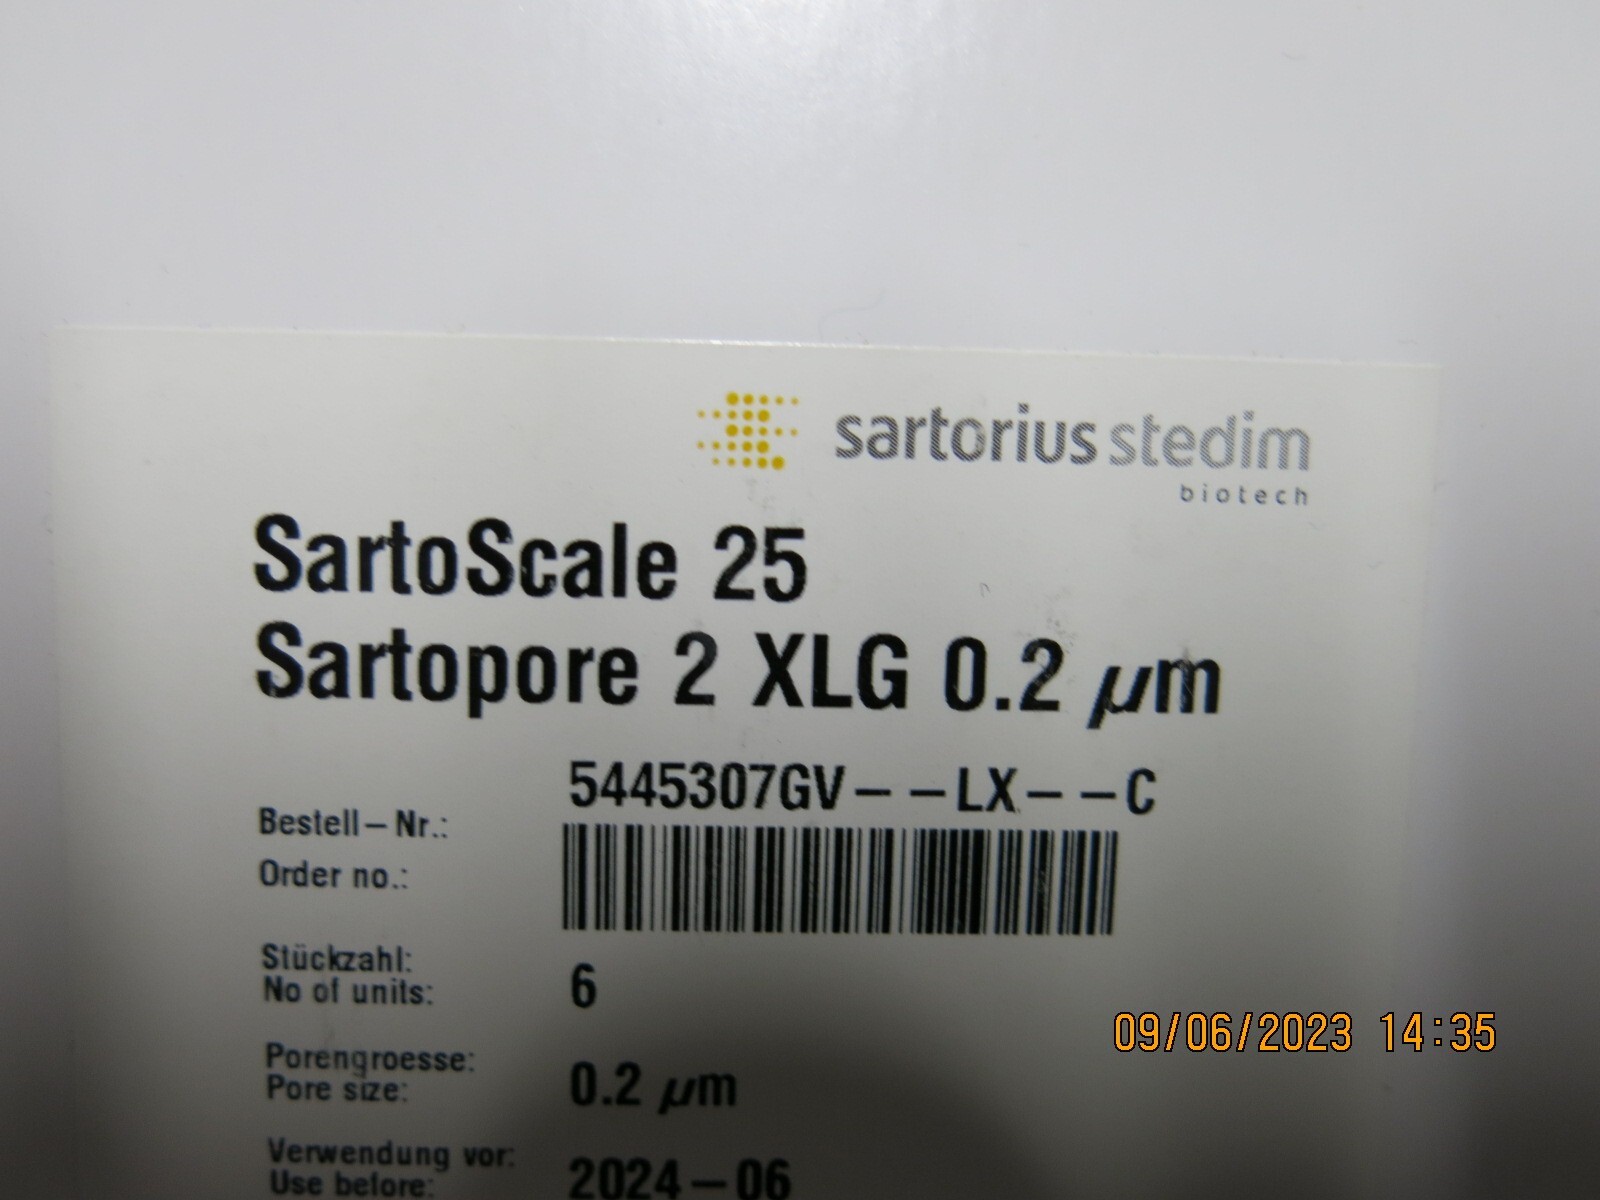 sartorius stedim
biotech
SartoScale 25
Sartopore 2 XLG 0.2 µm
5445307GV--LX--C
Bestell-Nr.:
Order no.:
Stückzahl:
No of units:
6
Porengroesse:
Pore size:
0.2 µm
Verwendung vor:
Use before:
2024-06
09/06/2023 14:35